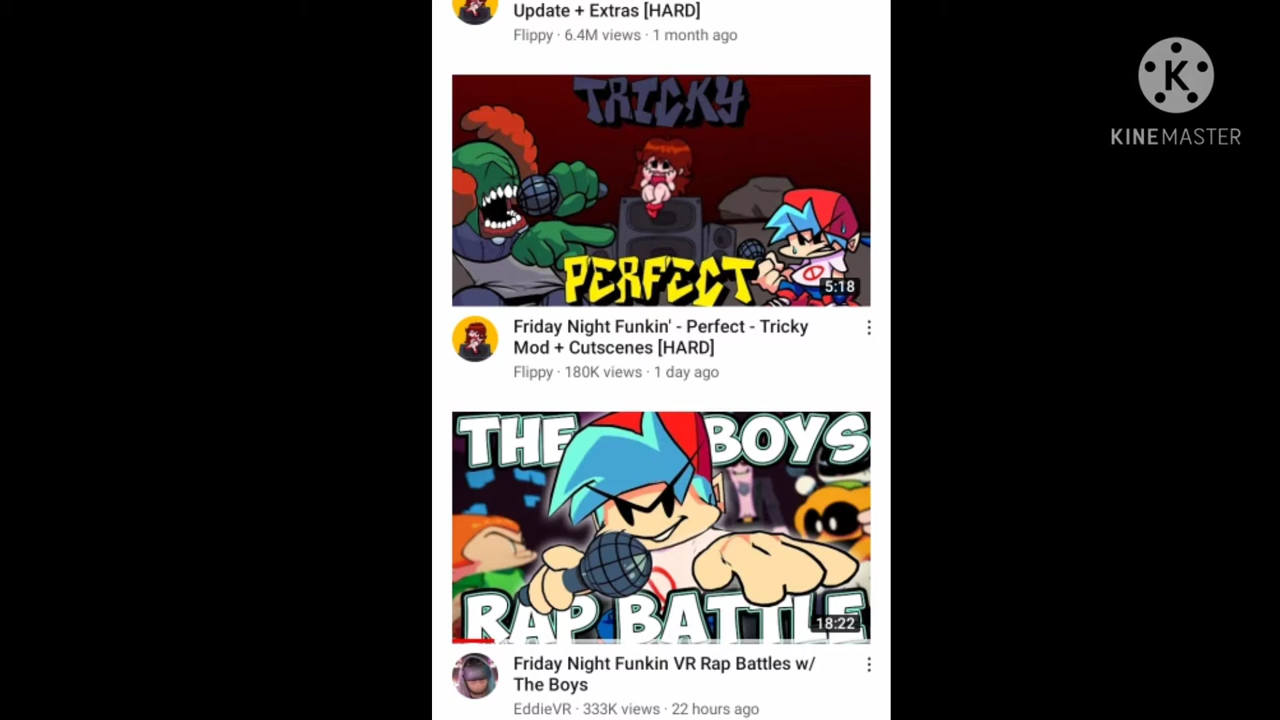 Update + Extras [HARD]
Flippy · 6.4M views · 1 month ago
K
KINEMASTER
TRICKY
PERFECT
5:18
Friday Night Funkin' - Perfect - Tricky
Mod + Cutscenes [HARD]
Flippy · 180K views · 1 day ago
THE BOYS
RAP BATTLE
18:22
Friday Night Funkin VR Rap Battles w/
The Boys
EddieVR · 333K views · 22 hours ago